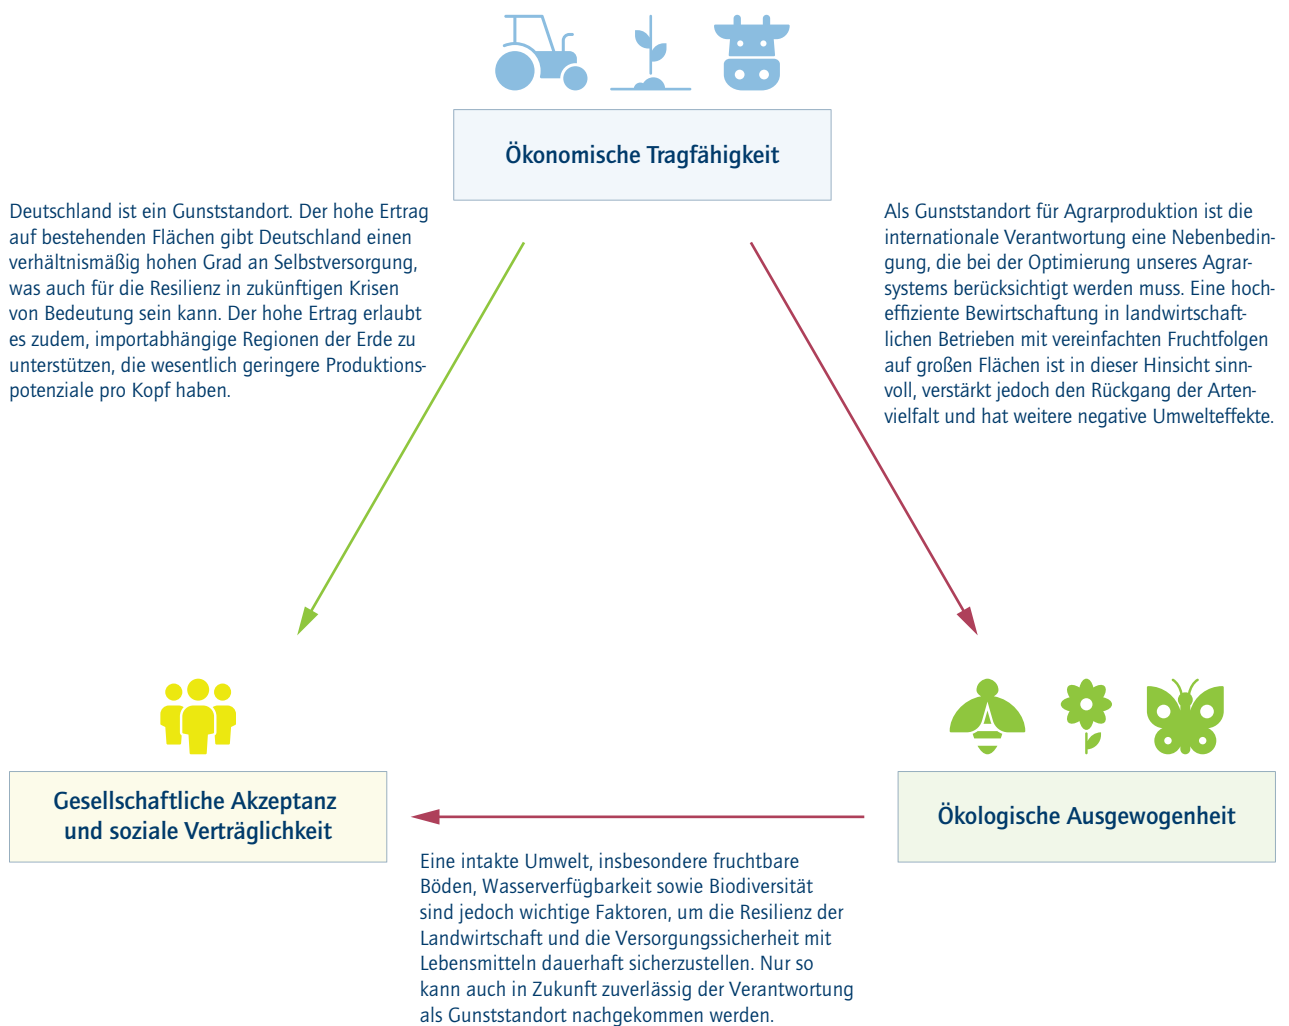 Ökonomische Tragfähigkeit
Deutschland ist ein Gunststandort. Der hohe Ertrag
auf bestehenden Flächen gibt Deutschland einen
verhältnismäßig hohen Grad an Selbstversorgung,
was auch für die Resilienz in zukünftigen Krisen
von Bedeutung sein kann. Der hohe Ertrag erlaubt
es zudem, importabhängige Regionen der Erde zu
unterstützen, die wesentlich geringere Produktions-
potenziale pro Kopf haben.
Als Gunststandort für Agrarproduktion ist die
internationale Verantwortung eine Nebenbedin-
gung, die bei der Optimierung unseres Agrar-
systems berücksichtigt werden muss. Eine hoch-
effiziente Bewirtschaftung in landwirtschaft-
lichen Betrieben mit vereinfachten Fruchtfolgen
auf großen Flächen ist in dieser Hinsicht sinn-
voll, verstärkt jedoch den Rückgang der Arten-
vielfalt und hat weitere negative Umwelteffekte.
Gesellschaftliche Akzeptanz
und soziale Verträglichkeit
Ökologische Ausgewogenheit
Eine intakte Umwelt, insbesondere fruchtbare
Böden, Wasserverfügbarkeit sowie Biodiversität
sind jedoch wichtige Faktoren, um die Resilienz der
Landwirtschaft und die Versorgungssicherheit mit
Lebensmitteln dauerhaft sicherzustellen. Nur so
kann auch in Zukunft zuverlässig der Verantwortung
als Gunststandort nachgekommen werden.